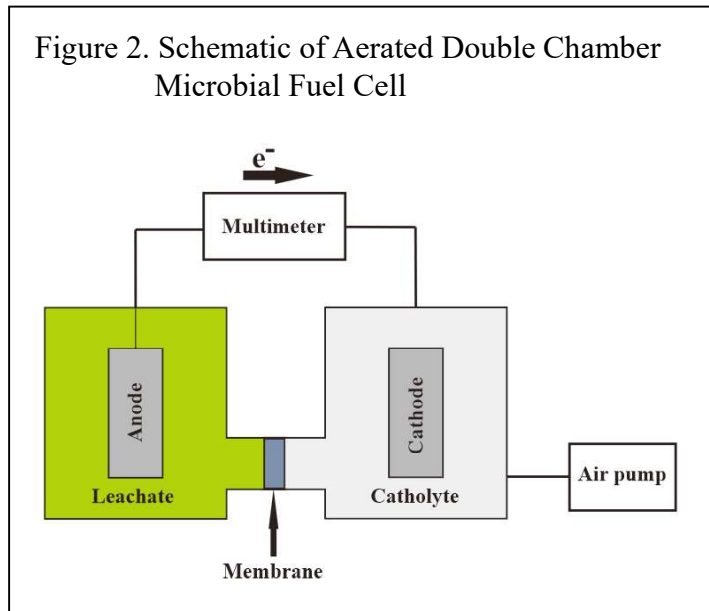 Figure 2. Schematic of Aerated Double Chamber
Microbial Fuel Cell
e-
Multimeter
Anode
Cathode
Leachate
Catholyte
Air pump
Membrane